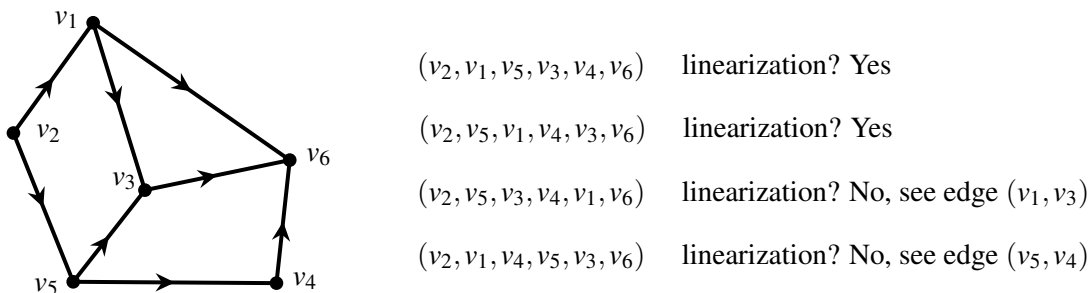 v₁
v₂
v₃
v₆
v₅
v₄
(v₂, v₁, v₅, v₃, v₄, v₆) linearization? Yes
(v₂, v₅, v₁, v₄, v₃, v₆) linearization? Yes
(v₂, v₅, v₃, v₄, v₁, v₆) linearization? No, see edge (v₁, v₃)
(v₂, v₁, v₄, v₅, v₃, v₆) linearization? No, see edge (v₅, v₄)